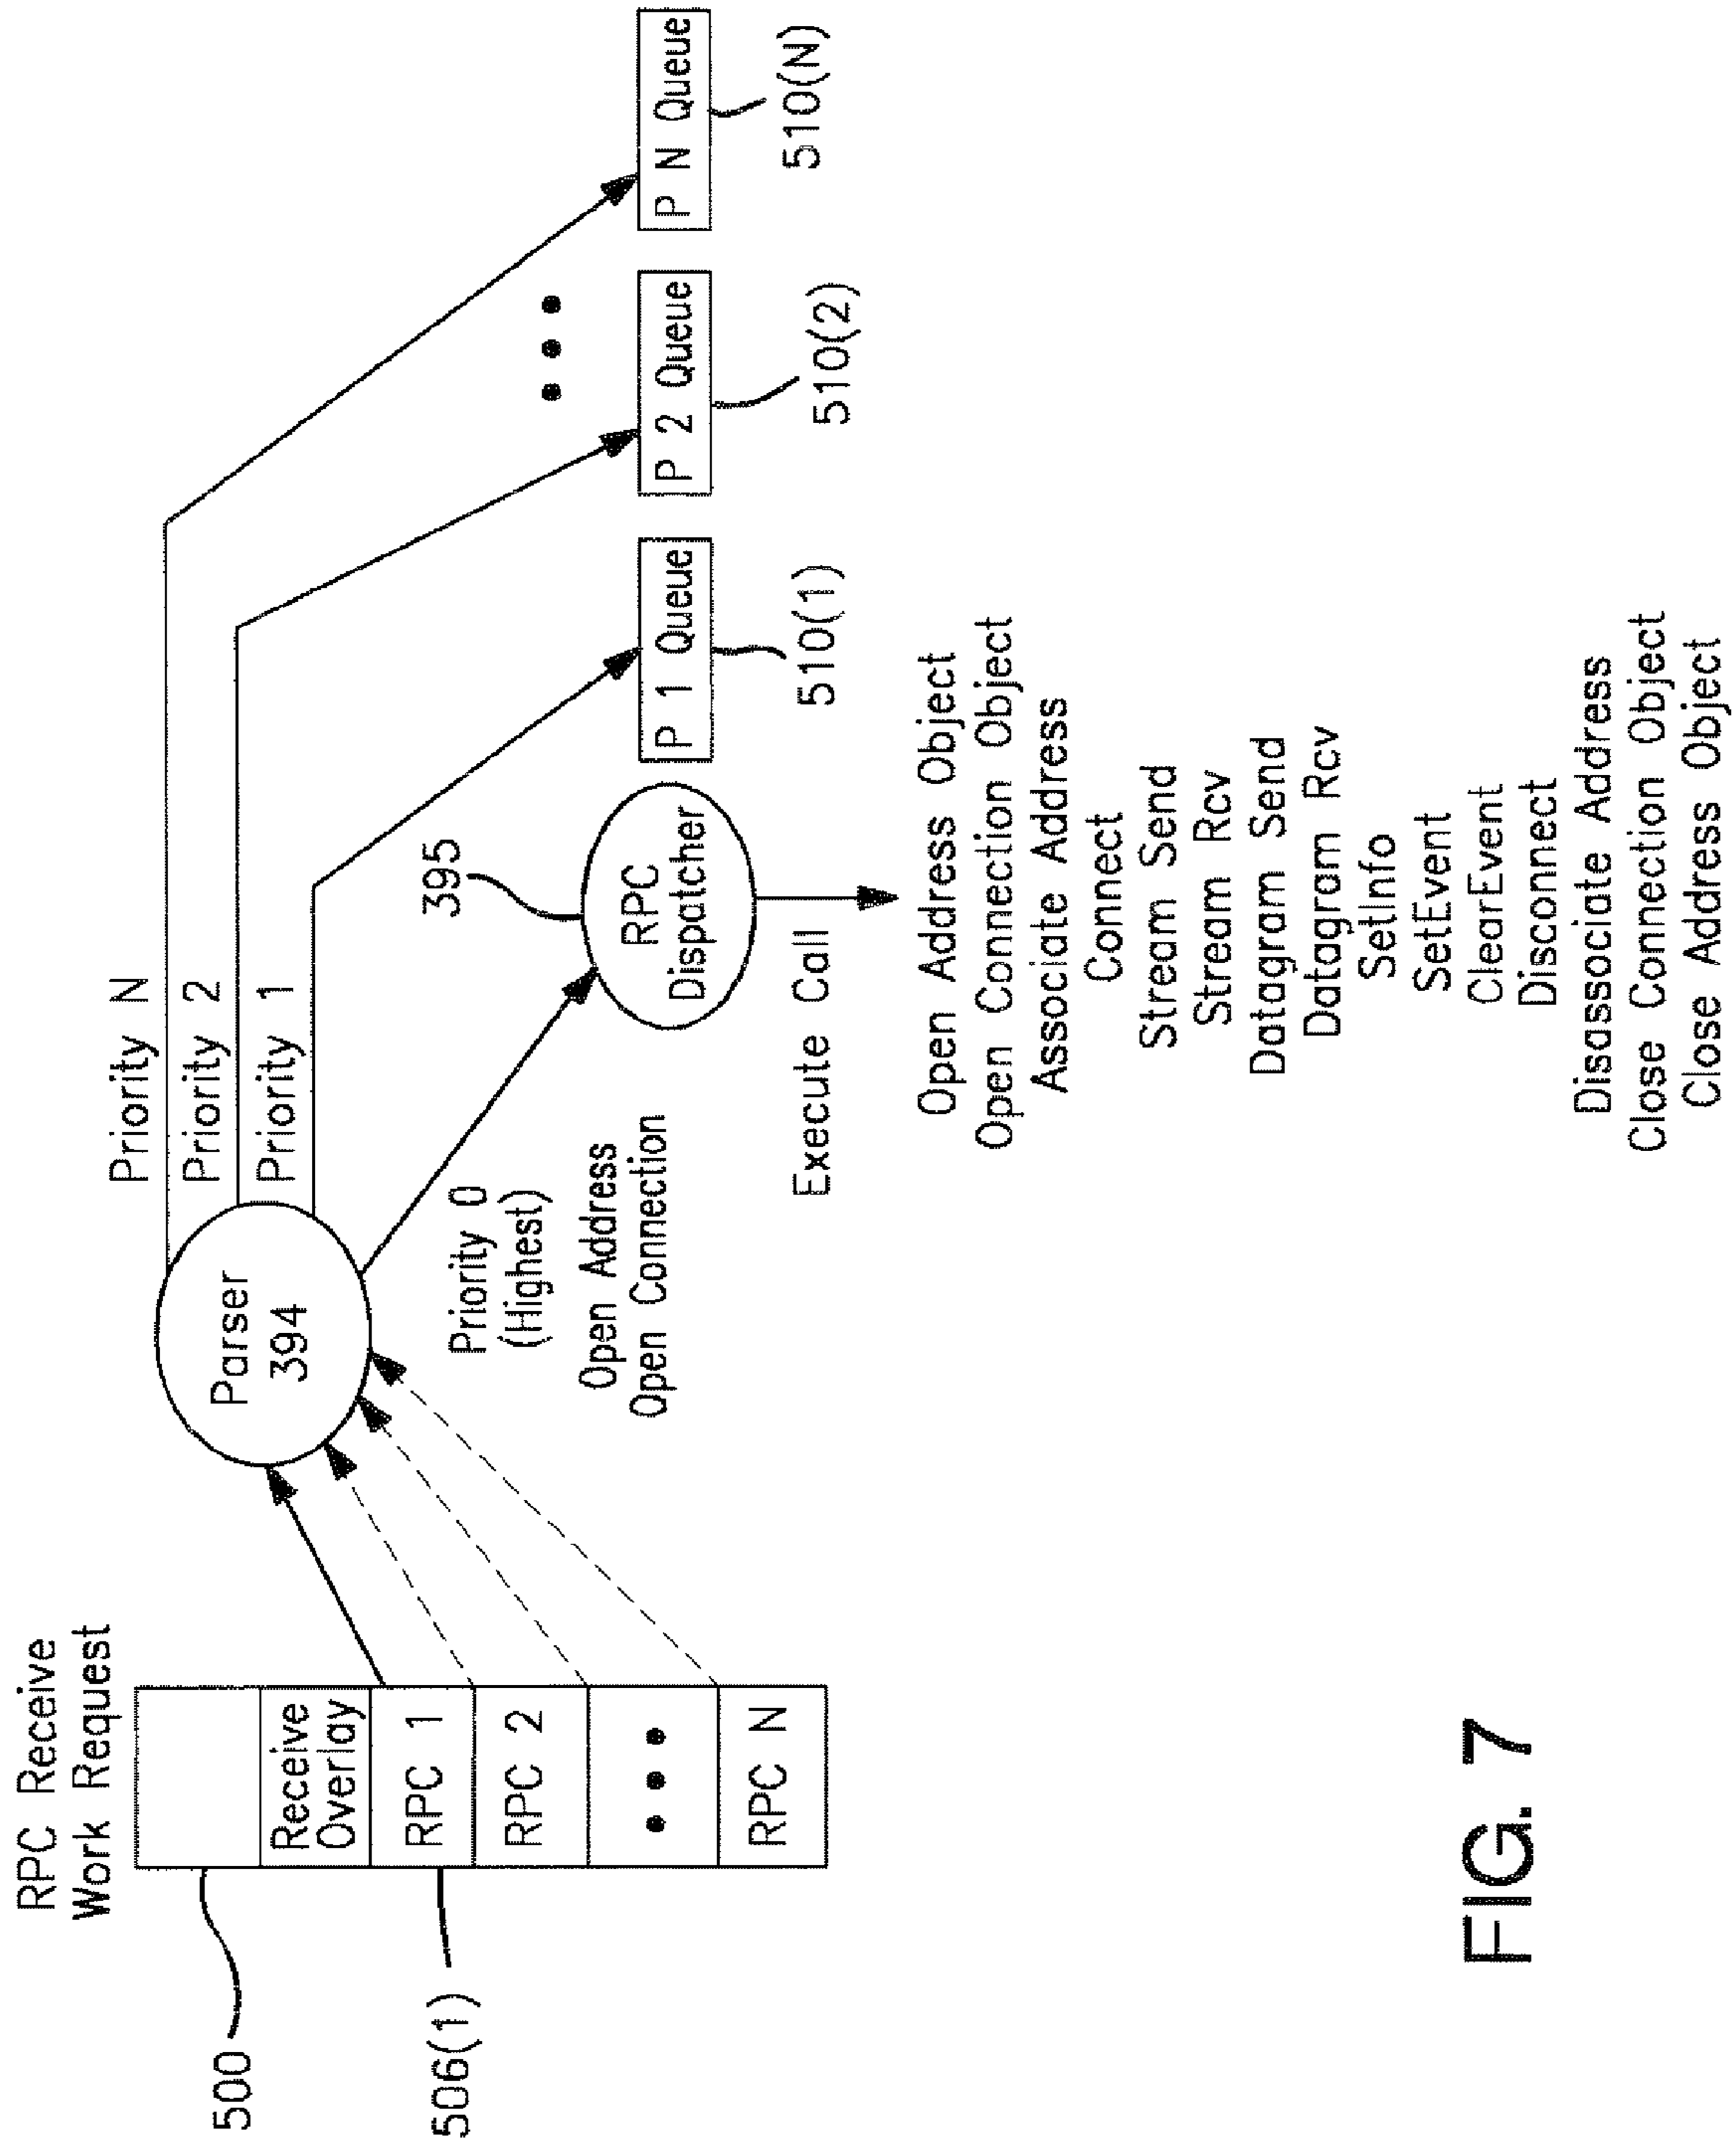 RPC Receive
Work Request
500
Receive
Overlay
506(1)
RPC 1
RPC 2
RPC N
Parser
394
Priority N
Priority 2
Priority 1
Priority 0
(Highest)
Open Address
Open Connection
395
RPC
Dispatcher
P 1 Queue
510(1)
P 2 Queue
510(2)
P N Queue
510(N)
Execute Call
Open Address Object
Open Connection Object
Associate Address
Connect
Stream Send
Stream Rcv
Datagram Send
Datagram Rcv
SetInfo
SetEvent
ClearEvent
Disconnect
Disassociate Address
Close Connection Object
Close Address Object
FIG. 7